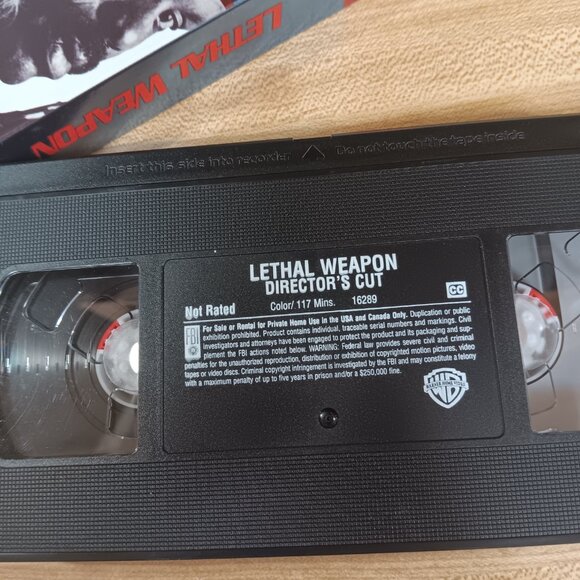 LETHAL WEAPON
Insert this side into recorder Do not touch the tape inside
LETHAL WEAPON
DIRECTOR'S CUT
Not Rated Color/ 117 Mins. 16289 CC
FBI For Sale or Rental for Private Home Use in the USA and Canada Only. Duplication or public
exhibition prohibited. Product contains individual, traceable serial numbers and markings. Civil
investigators and attorneys have been engaged to protect the product and its packaging and sup-
plement the FBI actions noted below. WARNING: Federal law provides severe civil and criminal
penalties for the unauthorized reproduction, distribution or exhibition of copyrighted motion pictures, video
tapes or video discs. Criminal copyright infringement is investigated by the FBI and may constitute a felony
with a maximum penalty of up to five years in prison and/or a $250,000 fine.
WB
WARNER HOME VIDEO